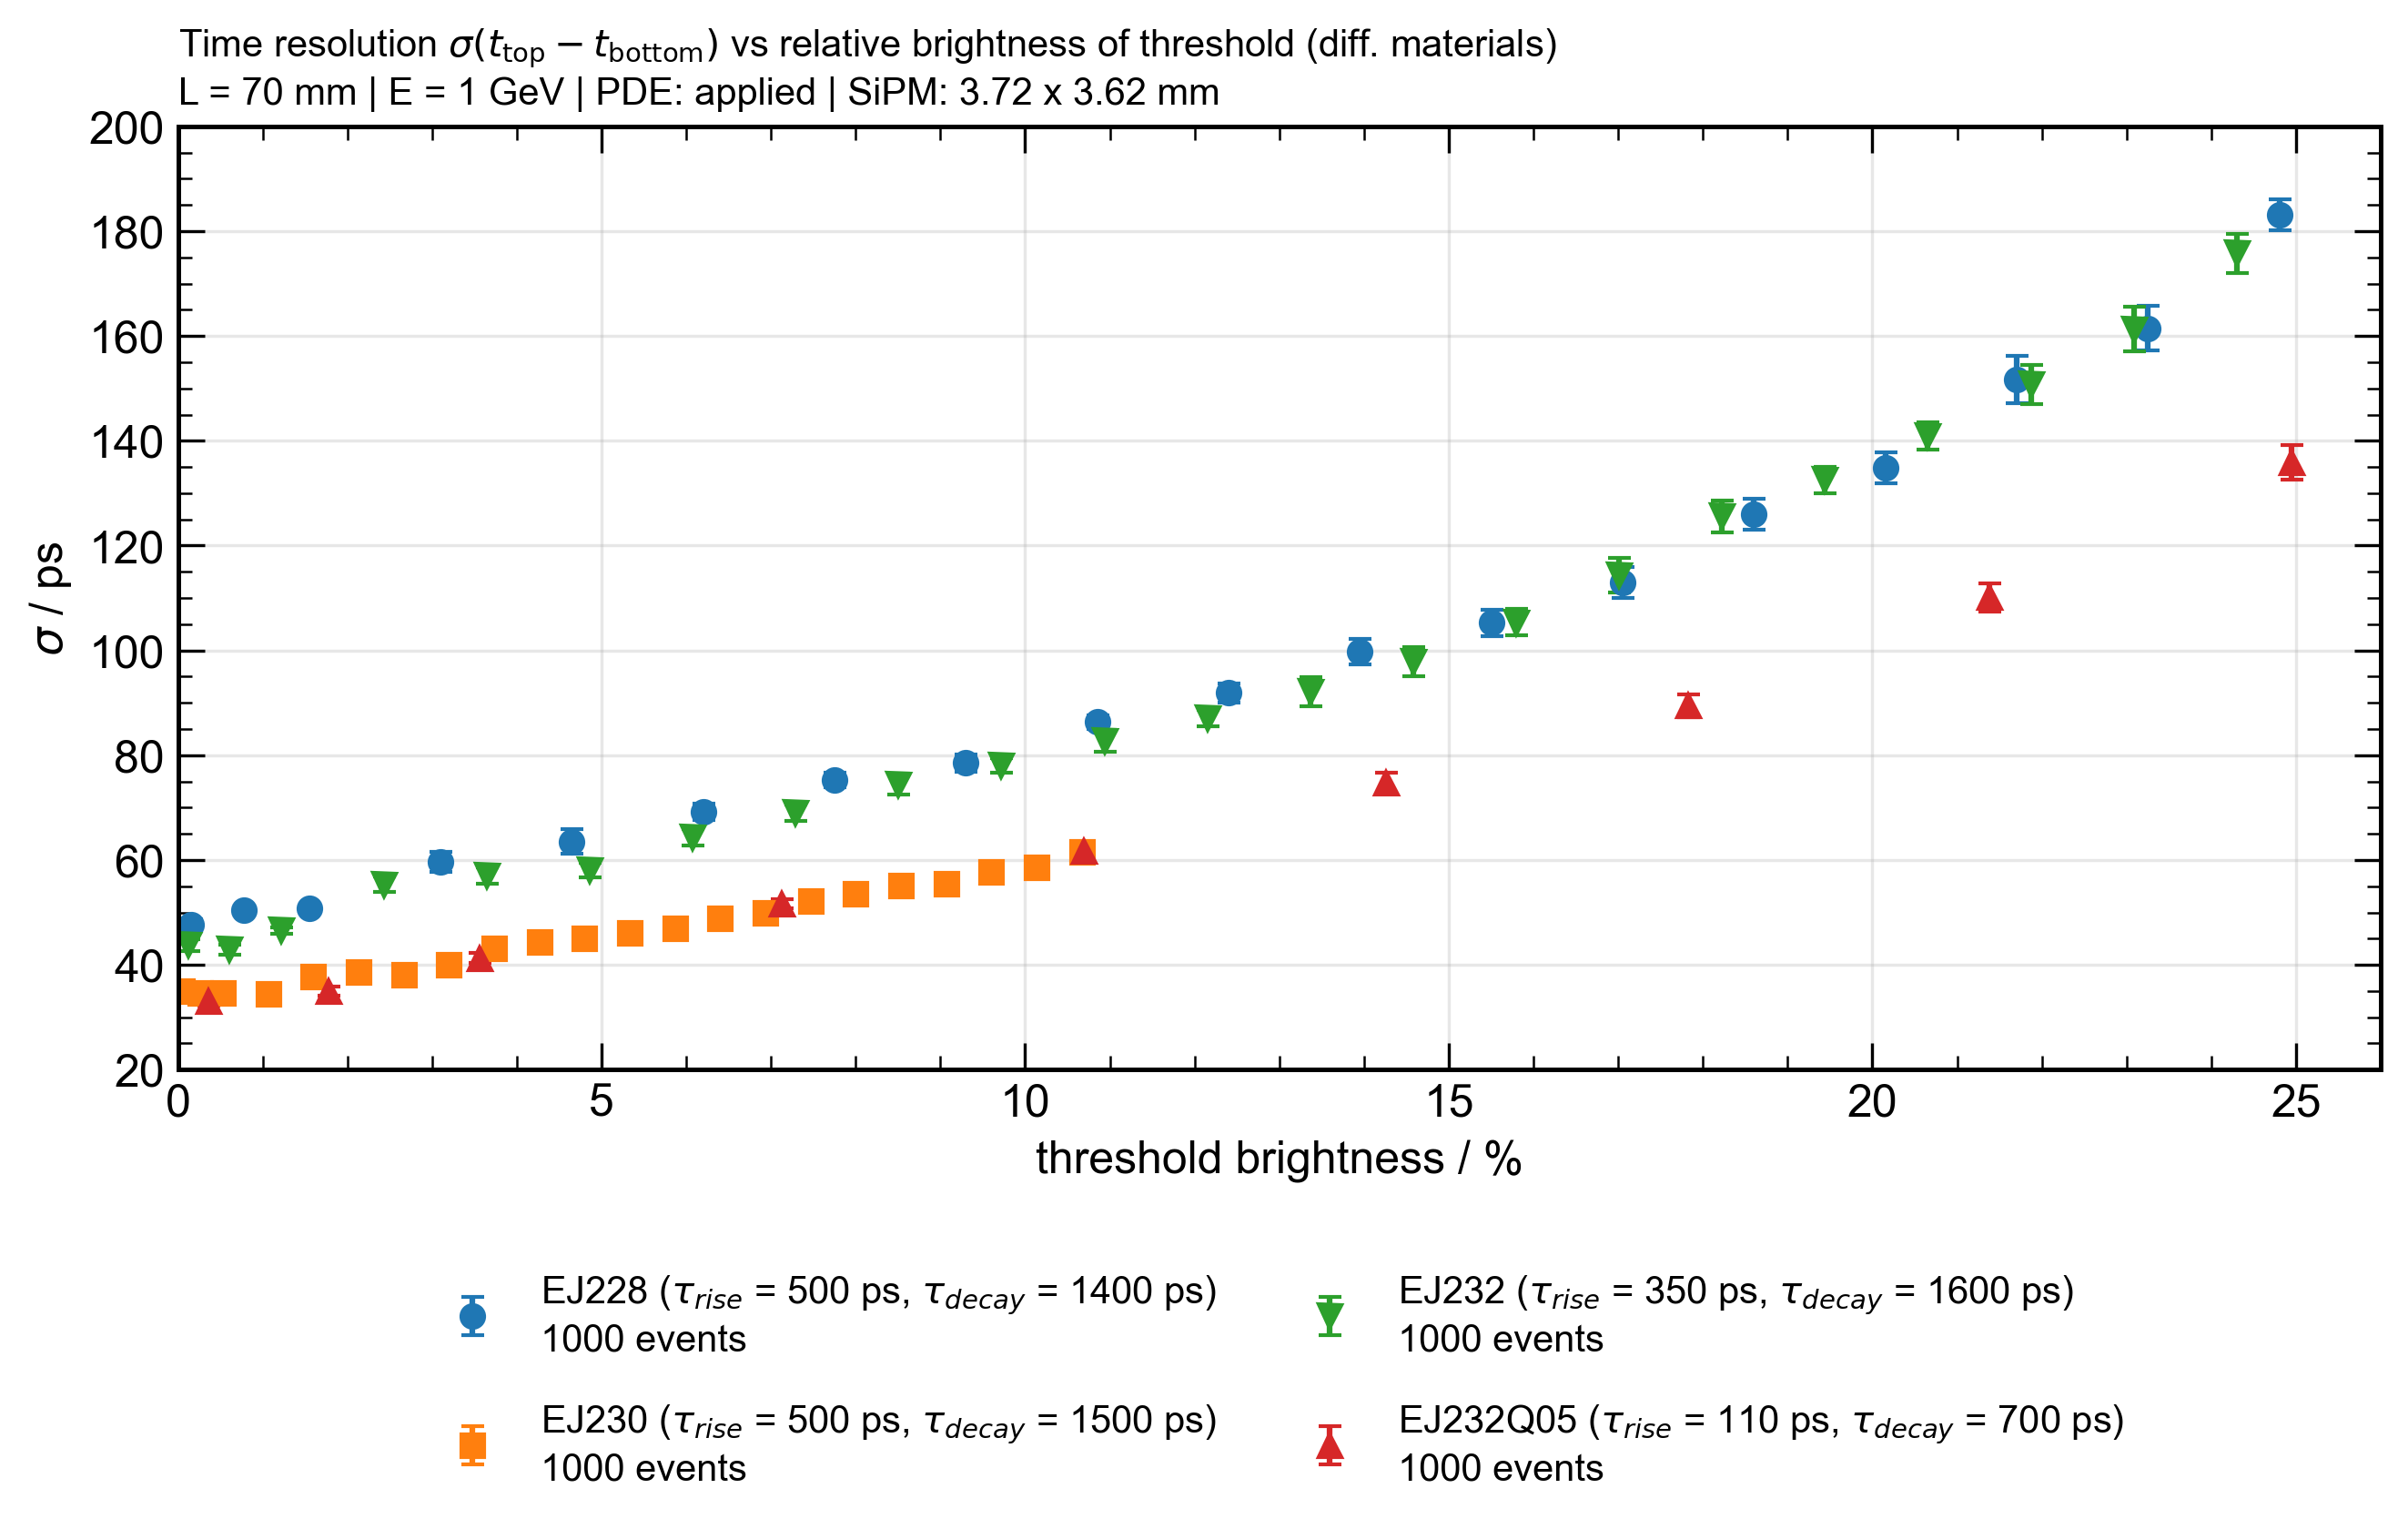 Time resolution σ(t_top − t_bottom) vs relative brightness of threshold (diff. materials)
L = 70 mm | E = 1 GeV | PDE: applied | SiPM: 3.72 x 3.62 mm
200
180
160
140
120
100
80
60
40
20
σ / ps
0 5 10 15 20 25
threshold brightness / %
EJ228 (τ_rise = 500 ps, τ_decay = 1400 ps)
1000 events
EJ230 (τ_rise = 500 ps, τ_decay = 1500 ps)
1000 events
EJ232 (τ_rise = 350 ps, τ_decay = 1600 ps)
1000 events
EJ232Q05 (τ_rise = 110 ps, τ_decay = 700 ps)
1000 events